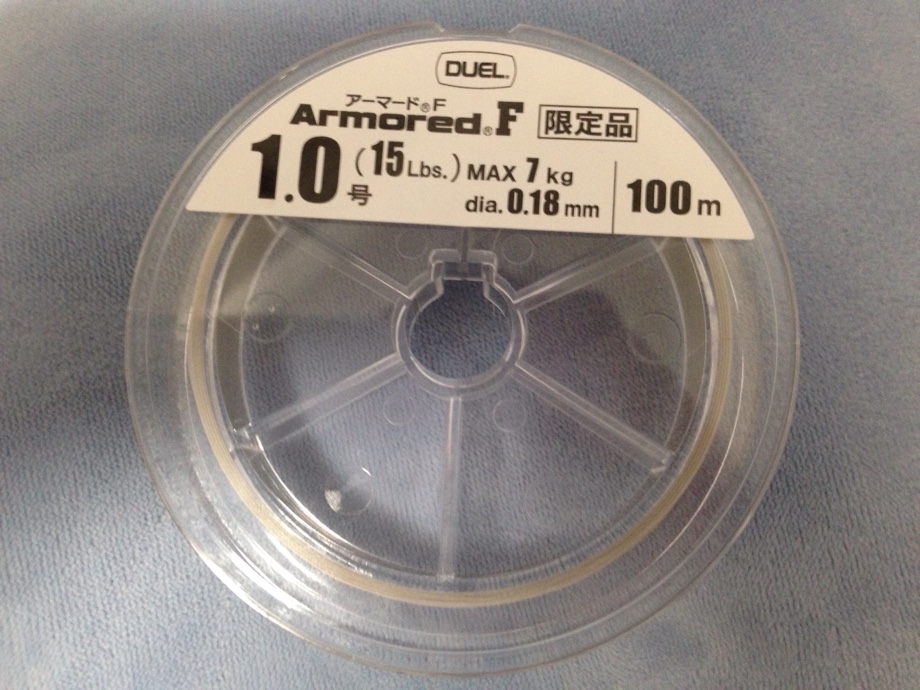 DUEL®
アーマード®F
Armored®F 限定品
1.0号 (15Lbs.) MAX 7kg
dia. 0.18mm
100m